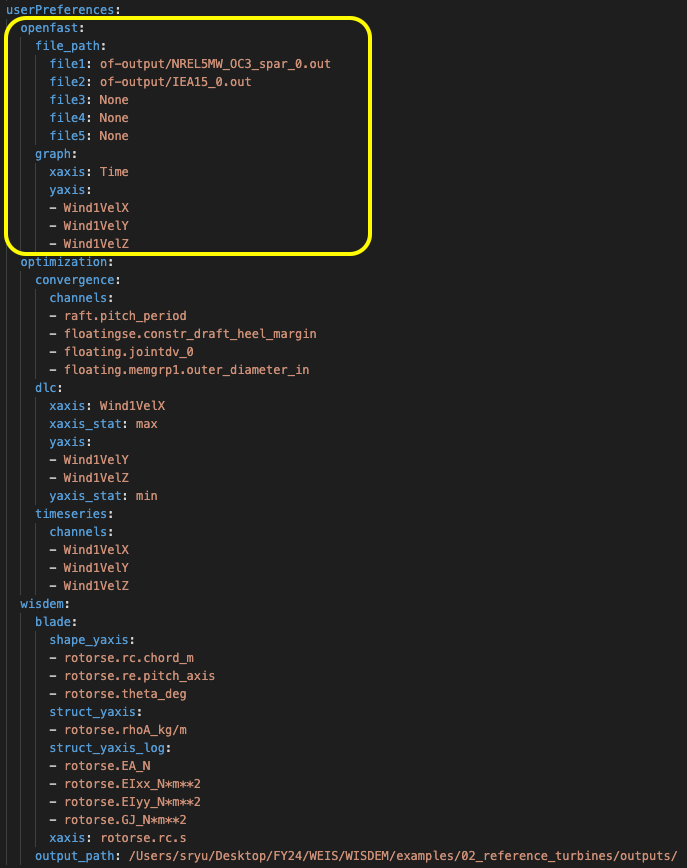 userPreferences:
openfast:
file_path:
file1: of-output/NREL5MW_OC3_spar_0.out
file2: of-output/IEA15_0.out
file3: None
file4: None
file5: None
graph:
xaxis: Time
yaxis:
- Wind1VelX
- Wind1VelY
- Wind1VelZ
optimization:
convergence:
channels:
- raft.pitch_period
- floatingse.constr_draft_heel_margin
- floating.jointdv_0
- floating.memgrp1.outer_diameter_in
dlc:
xaxis: Wind1VelX
xaxis_stat: max
yaxis:
- Wind1VelY
- Wind1VelZ
yaxis_stat: min
timeseries:
channels:
- Wind1VelX
- Wind1VelY
- Wind1VelZ
wisdem:
blade:
shape_yaxis:
- rotorse.rc.chord_m
- rotorse.re.pitch_axis
- rotorse.theta_deg
struct_yaxis:
- rotorse.rhoA_kg/m
struct_yaxis_log:
- rotorse.EA_N
- rotorse.EIxx_N*m**2
- rotorse.EIyy_N*m**2
- rotorse.GJ_N*m**2
xaxis: rotorse.rc.s
output_path: /Users/sryu/Desktop/FY24/WEIS/WISDEM/examples/02_reference_turbines/outputs/